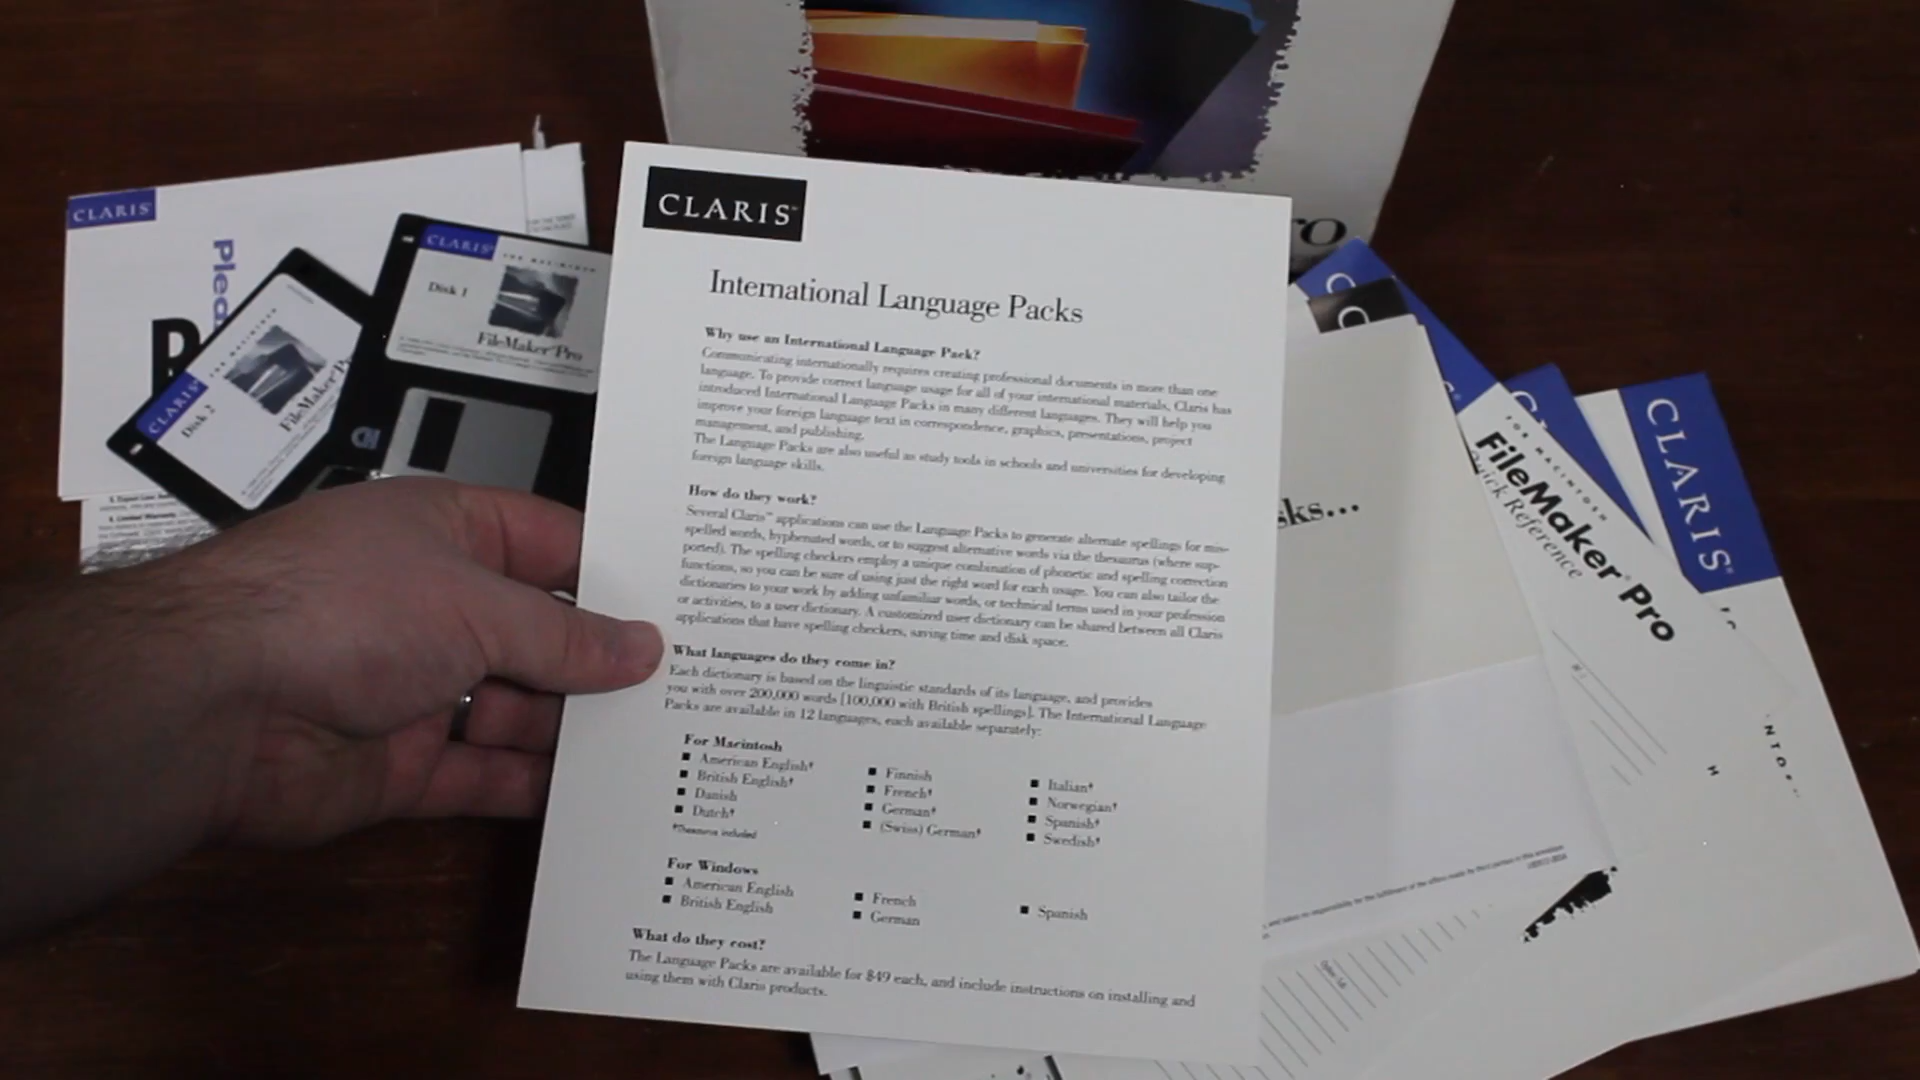 CLARIS™
International Language Packs
Why use an International Language Pack?
Communicating internationally requires creating professional documents in more than one
language. To provide correct language usage for all of your international materials, Claris has
introduced International Language Packs in many different languages. They will help you
improve your foreign language text in correspondence, graphics, presentations, project
management, and publishing.
The Language Packs are also useful as study tools in schools and universities for developing
foreign language skills.
How do they work?
Several Claris™ applications can use the Language Packs to generate alternate spellings for mis-
spelled words, hyphenated words, or to suggest alternative words via the thesaurus (where sup-
ported). The spelling checkers employ a unique combination of phonetic and spelling correction
functions, so you can be sure of using just the right word for each usage. You can also tailor the
dictionaries to your work by adding unfamiliar words, or technical terms used in your profession
or activities, to a user dictionary. A customized user dictionary can be shared between all Claris
applications that have spelling checkers, saving time and disk space.
What languages do they come in?
Each dictionary is based on the linguistic standards of its language, and provides
you with over 200,000 words [100,000 with British spellings]. The International Language
Packs are available in 12 languages, each available separately:
For Macintosh
■ American English†
■ British English†
■ Danish
■ Dutch†
†Thesaurus included
■ Finnish
■ French†
■ German†
■ (Swiss) German†
■ Italian†
■ Norwegian†
■ Spanish†
■ Swedish†
For Windows
■ American English
■ British English
■ French
■ German
■ Spanish
What do they cost?
The Language Packs are available for $49 each, and include instructions on installing and
using them with Claris products.
CLARIS
Plea
CLARIS
FOR MACINTOSH
Disk 1
FileMaker®Pro
CLARIS
FOR MACINTOSH
Disk 2
FileMaker®P
ro
sks...
FOR MACINTOSH
FileMaker®Pro
Quick Reference
CLARIS®